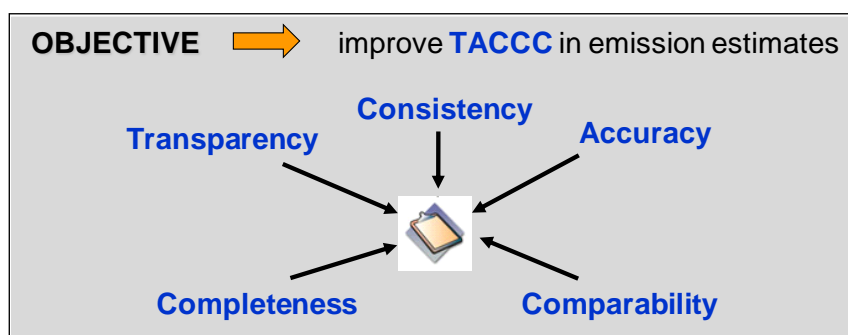 OBJECTIVE improve TACCC in emission estimates
Consistency
Transparency
Accuracy
Completeness
Comparability